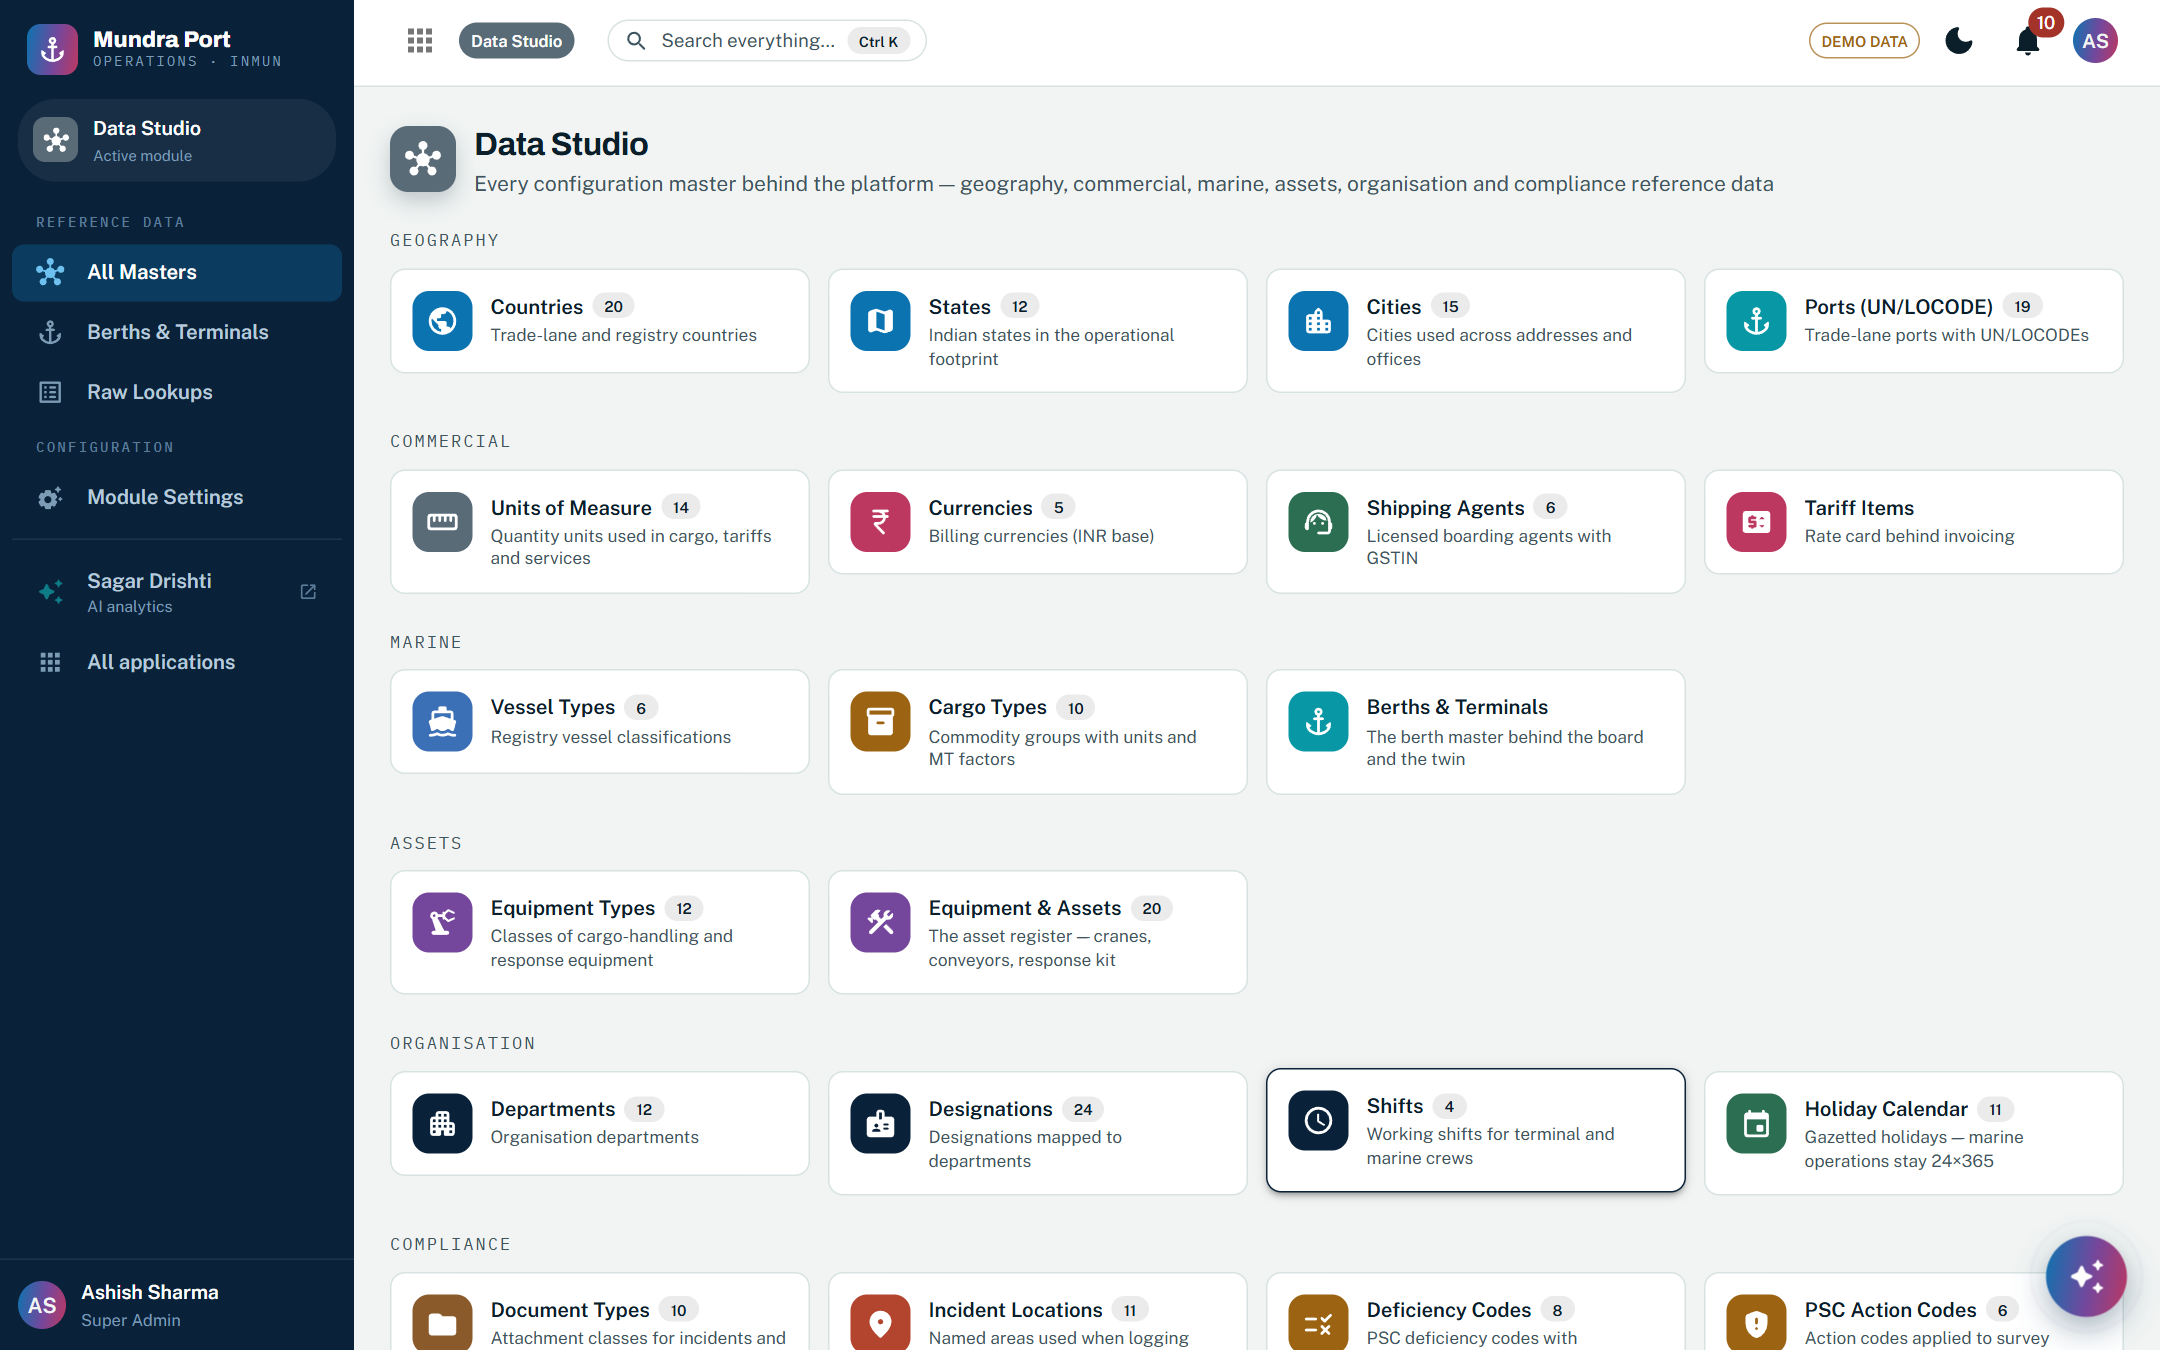 Mundra Port
OPERATIONS · INMUN
Data Studio
Active module
REFERENCE DATA
All Masters
Berths & Terminals
Raw Lookups
CONFIGURATION
Module Settings
Sagar Drishti
AI analytics
All applications
Ashish Sharma
Super Admin
AS
Data Studio
Search everything...
Ctrl K
DEMO DATA
10
AS
Data Studio
Every configuration master behind the platform — geography, commercial, marine, assets, organisation and compliance reference data
GEOGRAPHY
Countries 20
Trade-lane and registry countries
States 12
Indian states in the operational
footprint
Cities 15
Cities used across addresses and
offices
Ports (UN/LOCODE) 19
Trade-lane ports with UN/LOCODEs
COMMERCIAL
Units of Measure 14
Quantity units used in cargo, tariffs
and services
Currencies 5
Billing currencies (INR base)
Shipping Agents 6
Licensed boarding agents with
GSTIN
Tariff Items
Rate card behind invoicing
MARINE
Vessel Types 6
Registry vessel classifications
Cargo Types 10
Commodity groups with units and
MT factors
Berths & Terminals
The berth master behind the board
and the twin
ASSETS
Equipment Types 12
Classes of cargo-handling and
response equipment
Equipment & Assets 20
The asset register — cranes,
conveyors, response kit
ORGANISATION
Departments 12
Organisation departments
Designations 24
Designations mapped to
departments
Shifts 4
Working shifts for terminal and
marine crews
Holiday Calendar 11
Gazetted holidays — marine
operations stay 24×365
COMPLIANCE
Document Types 10
Attachment classes for incidents and
Incident Locations 11
Named areas used when logging
Deficiency Codes 8
PSC deficiency codes with
PSC Action Codes 6
Action codes applied to survey